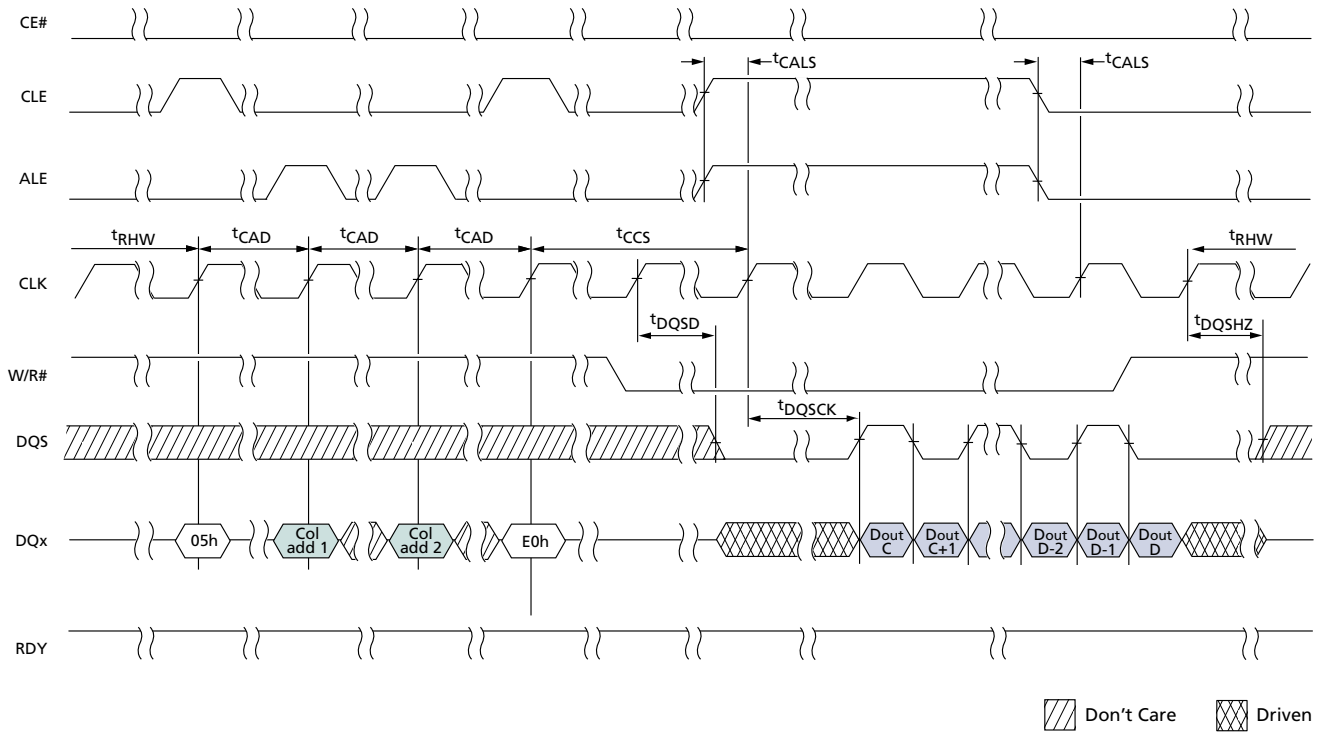 CE#
tCALS
tCALS
CLE
ALE
tRHW
tCAD
tCAD
tCAD
tCCS
tRHW
CLK
tDQSD
tDQSHZ
W/R#
tDQSCK
DQS
DQx
05h
Col
add 1
Col
add 2
E0h
Dout
C
Dout
C+1
Dout
D-2
Dout
D-1
Dout
D
RDY
Don't Care
Driven